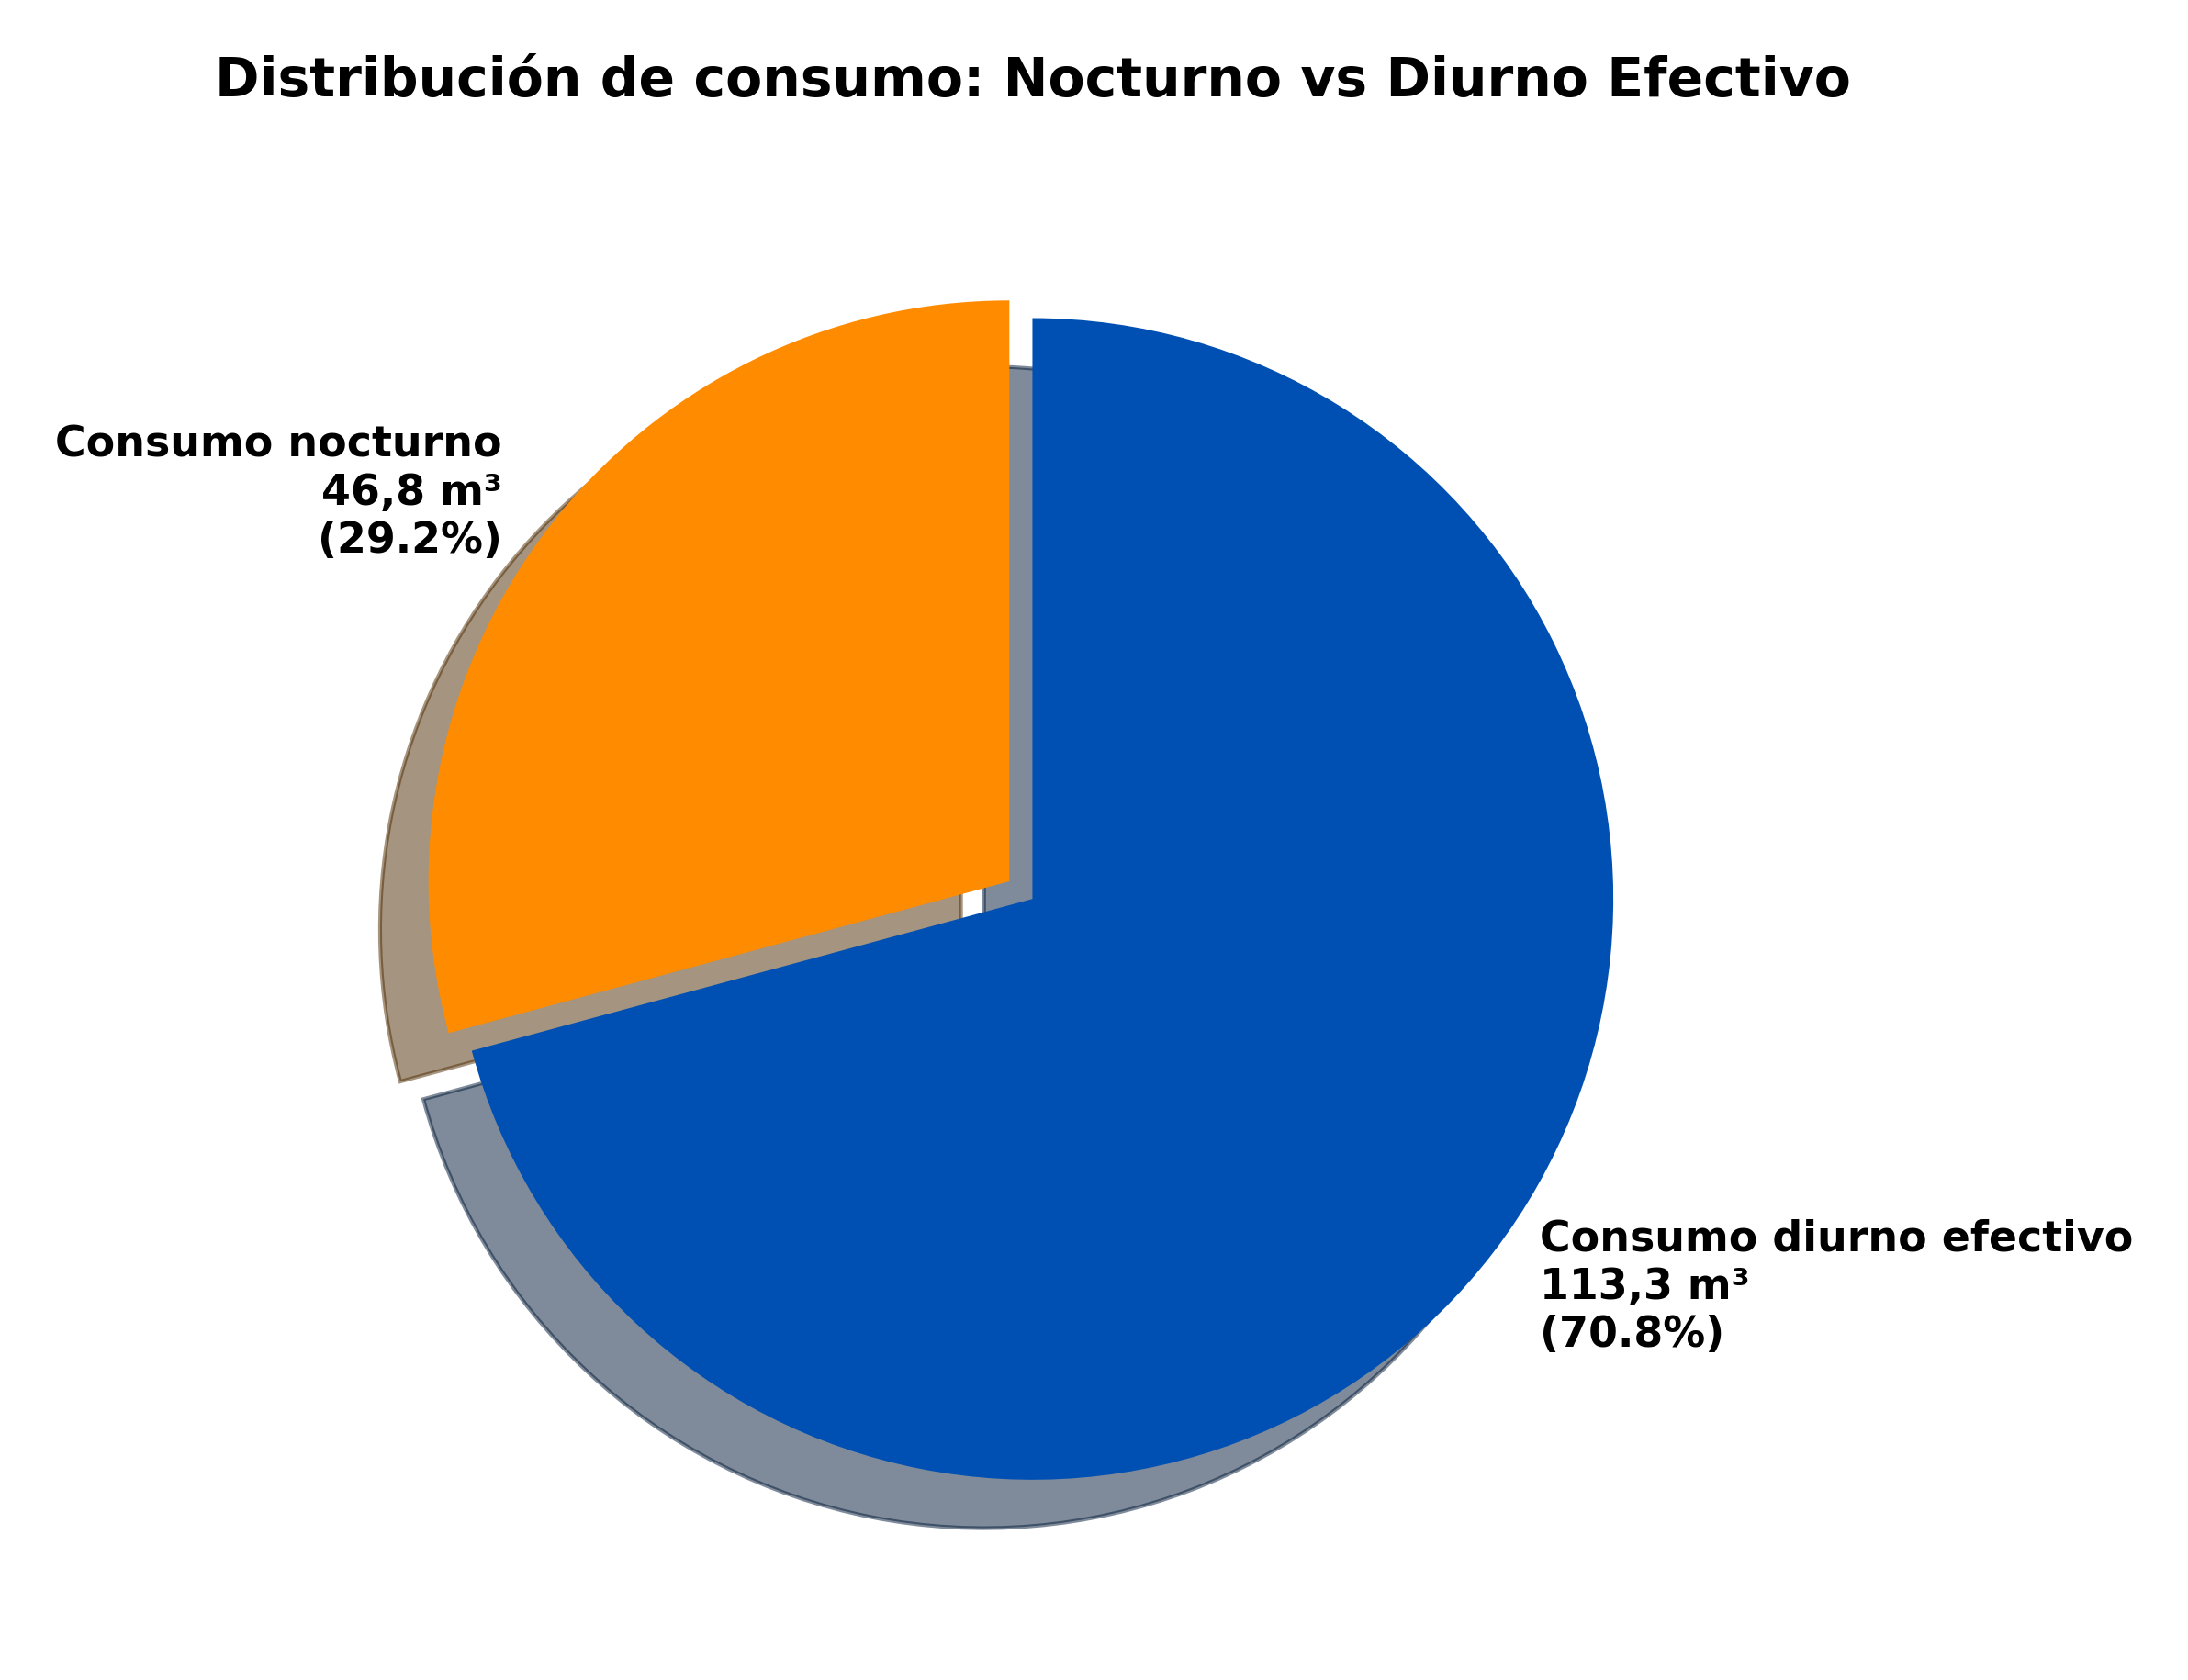 Distribución de consumo: Nocturno vs Diurno Efectivo
Consumo nocturno
46,8 m³
(29.2%)
Consumo diurno efectivo
113,3 m³
(70.8%)